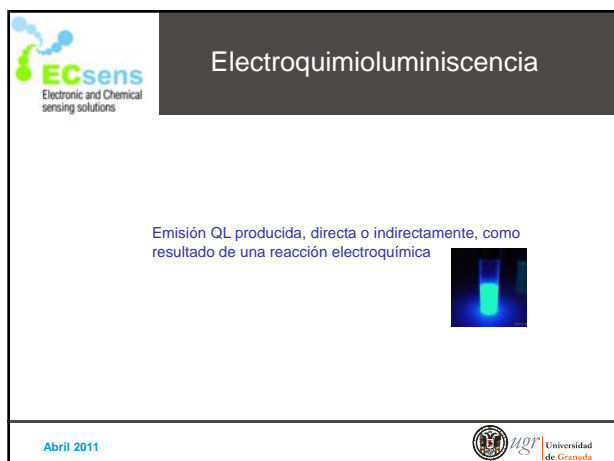 ECsens
Electronic and Chemical
sensing solutions
Electroquimioluminiscencia
Emisión QL producida, directa o indirectamente, como
resultado de una reacción electroquímica
Abril 2011
ugr
Universidad
de Granada